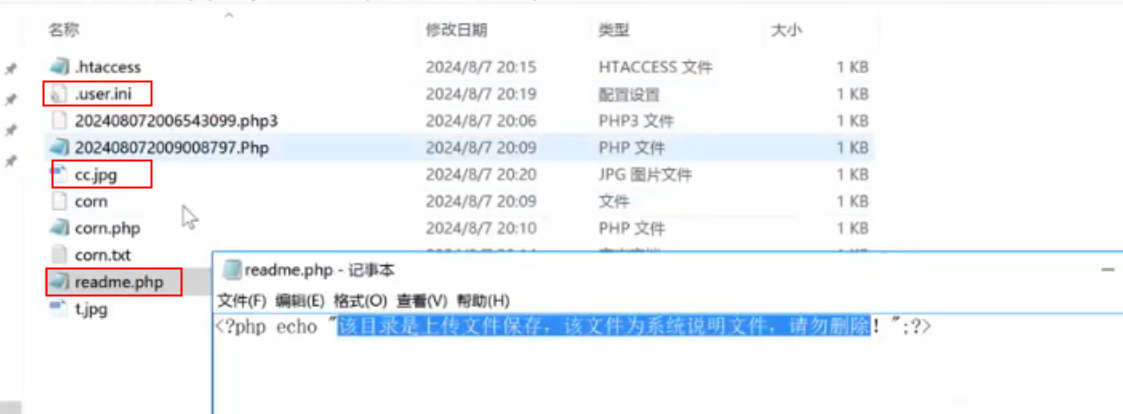 名称 修改日期 类型 大小
.htaccess 2024/8/7 20:15 HTACCESS 文件 1 KB
.user.ini 2024/8/7 20:19 配置设置 1 KB
202408072006543099.php3 2024/8/7 20:06 PHP3 文件 1 KB
202408072009008797.Php 2024/8/7 20:09 PHP 文件 1 KB
cc.jpg 2024/8/7 20:20 JPG 图片文件 1 KB
corn 2024/8/7 20:09 文件 1 KB
corn.php 2024/8/7 20:10 PHP 文件 1 KB
corn.txt
readme.php
t.jpg
readme.php - 记事本
文件(F) 编辑(E) 格式(O) 查看(V) 帮助(H)
<?php echo "该目录是上传文件保存，该文件为系统说明文件，请勿删除！";?>